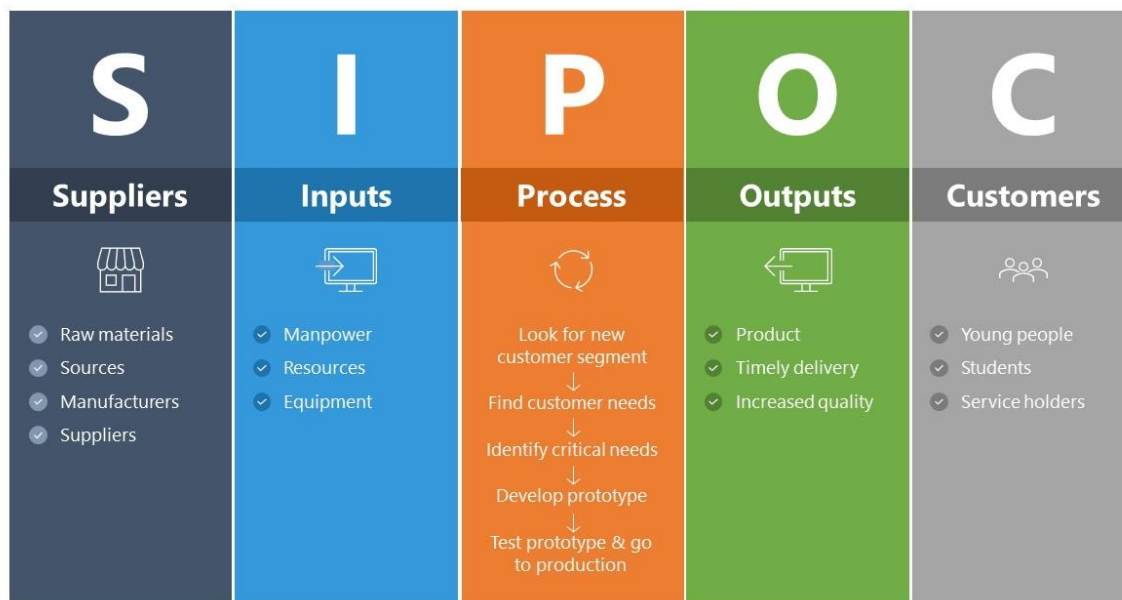 S
Suppliers
Raw materials
Sources
Manufacturers
Suppliers
I
Inputs
Manpower
Resources
Equipment
P
Process
Look for new
customer segment
Find customer needs
Identify critical needs
Develop prototype
Test prototype & go
to production
O
Outputs
Product
Timely delivery
Increased quality
C
Customers
Young people
Students
Service holders